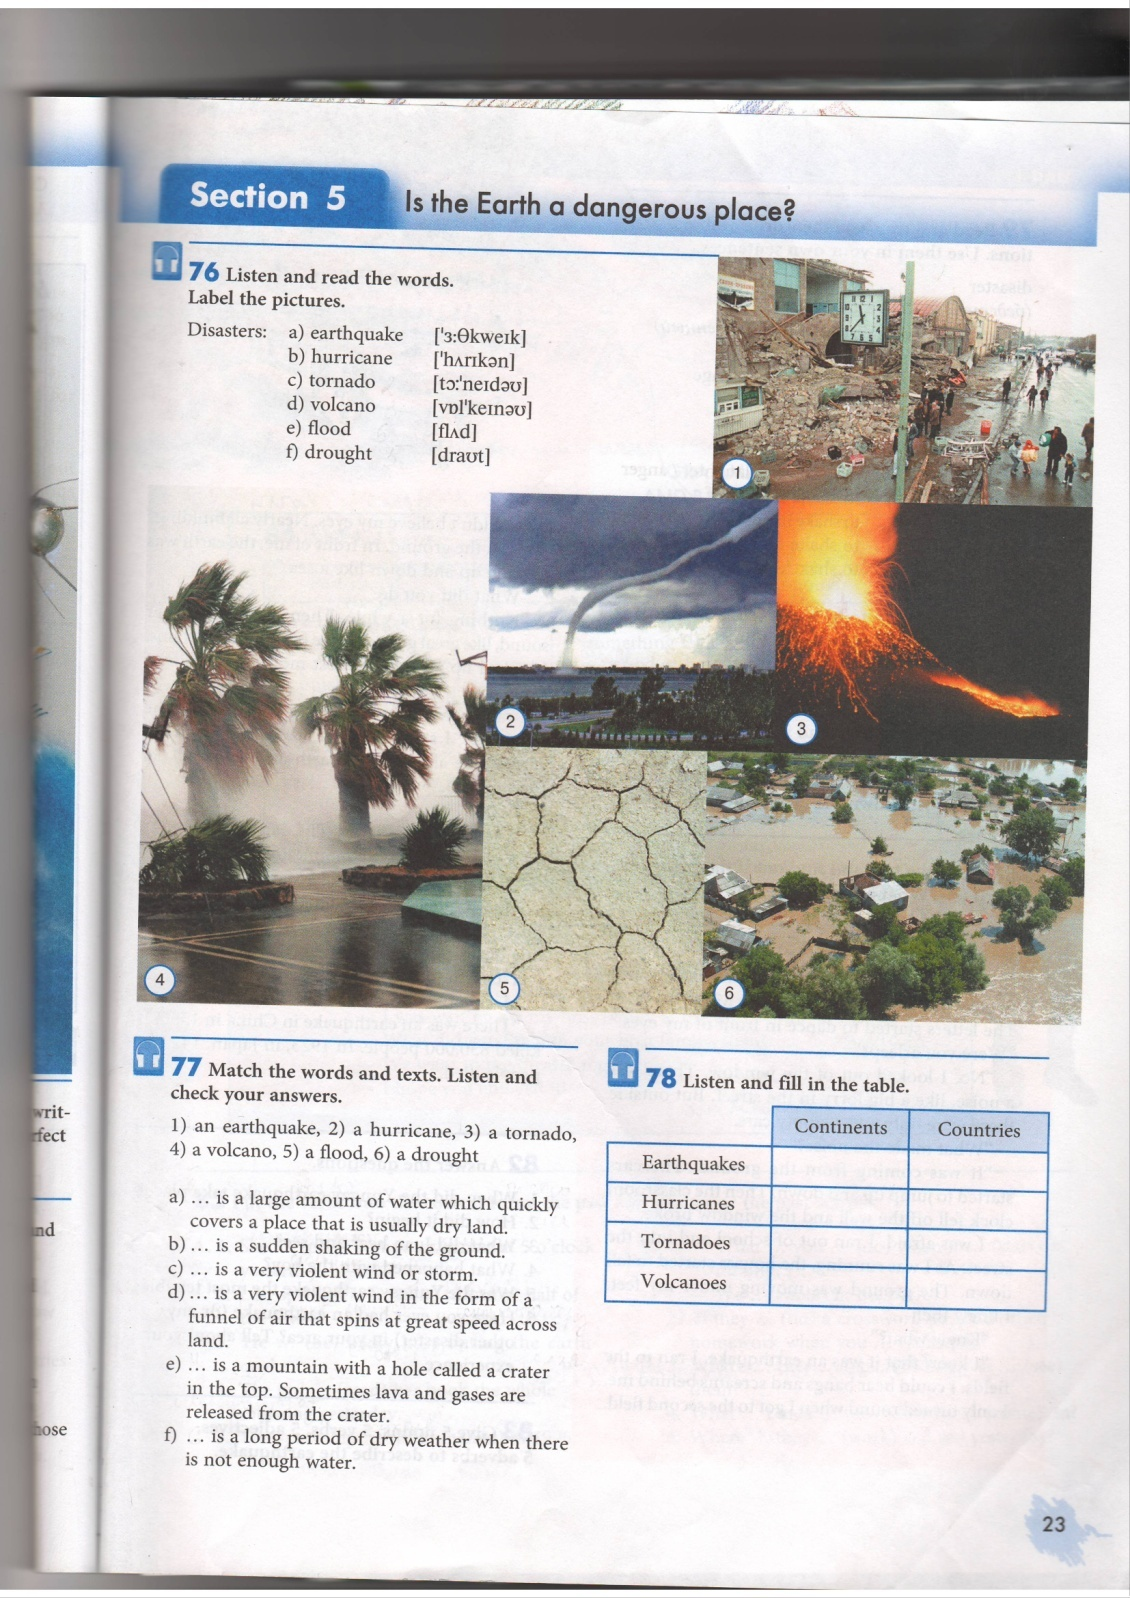 Section 5 Is the Earth a dangerous place?
76 Listen and read the words.
Label the pictures.
Disasters: a) earthquake ['ɜ:Ѳkweɪk]
b) hurricane ['hʌrɪkən]
c) tornado [tɔ:'neɪdəʊ]
d) volcano [vɒl'keɪnəʊ]
e) flood [flʌd]
f) drought [draʊt]
1
2
3
4
5
6
77 Match the words and texts. Listen and
check your answers.
1) an earthquake, 2) a hurricane, 3) a tornado,
4) a volcano, 5) a flood, 6) a drought
a) ... is a large amount of water which quickly
covers a place that is usually dry land.
b) ... is a sudden shaking of the ground.
c) ... is a very violent wind or storm.
d) ... is a very violent wind in the form of a
funnel of air that spins at great speed across
land.
e) ... is a mountain with a hole called a crater
in the top. Sometimes lava and gases are
released from the crater.
f) ... is a long period of dry weather when there
is not enough water.
78 Listen and fill in the table.
Continents Countries
Earthquakes
Hurricanes
Tornadoes
Volcanoes
23
writ-
rfect
nd
hose